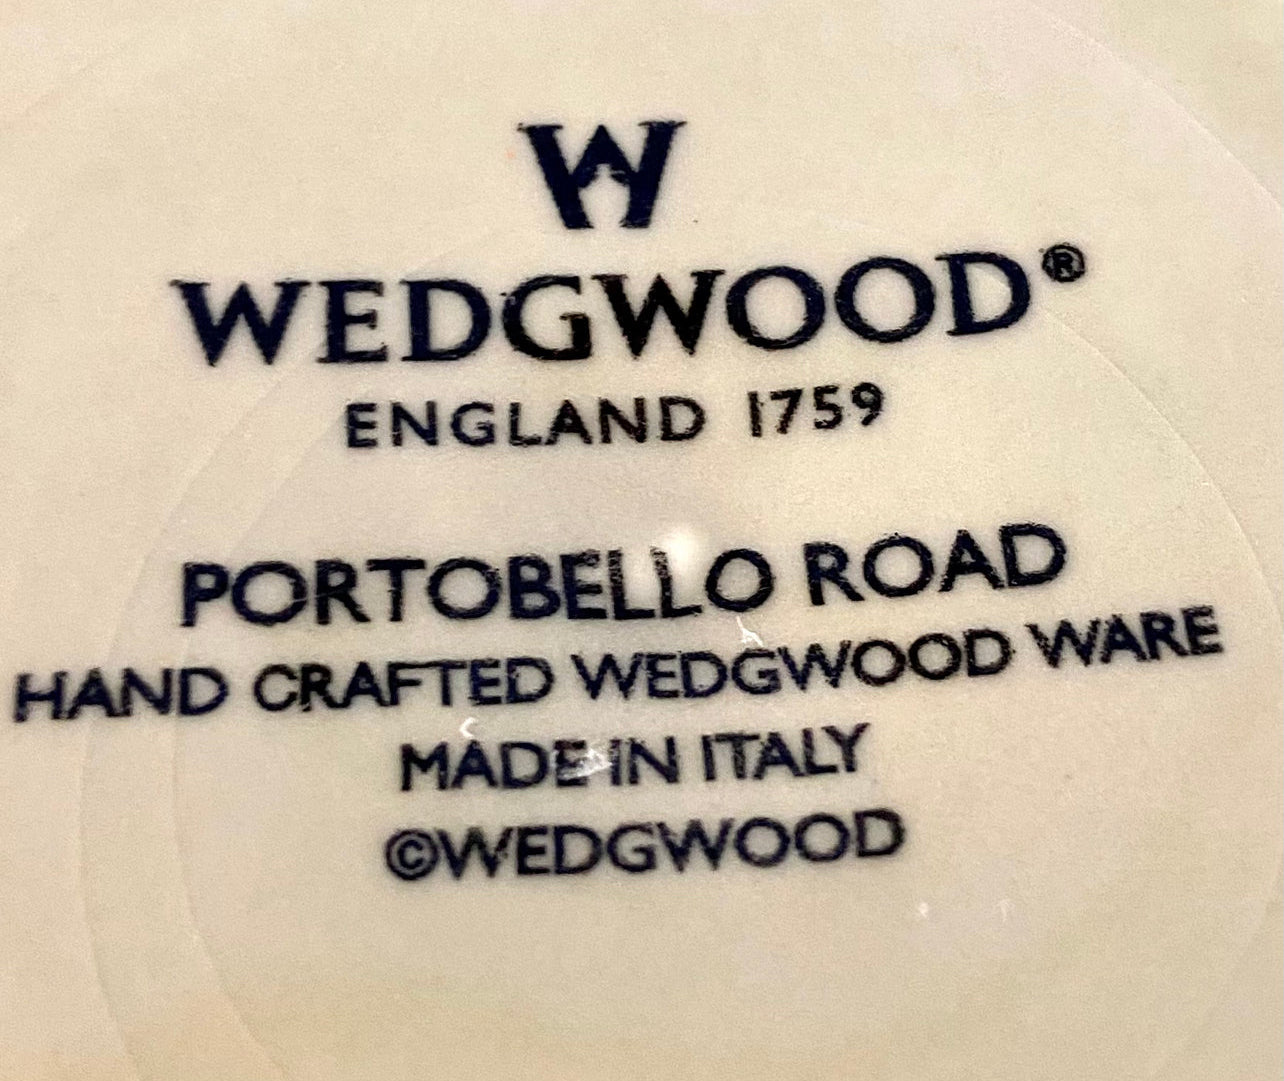 W
WEDGWOOD®
ENGLAND 1759
PORTOBELLO ROAD
HAND CRAFTED WEDGWOOD WARE
MADE IN ITALY
©WEDGWOOD